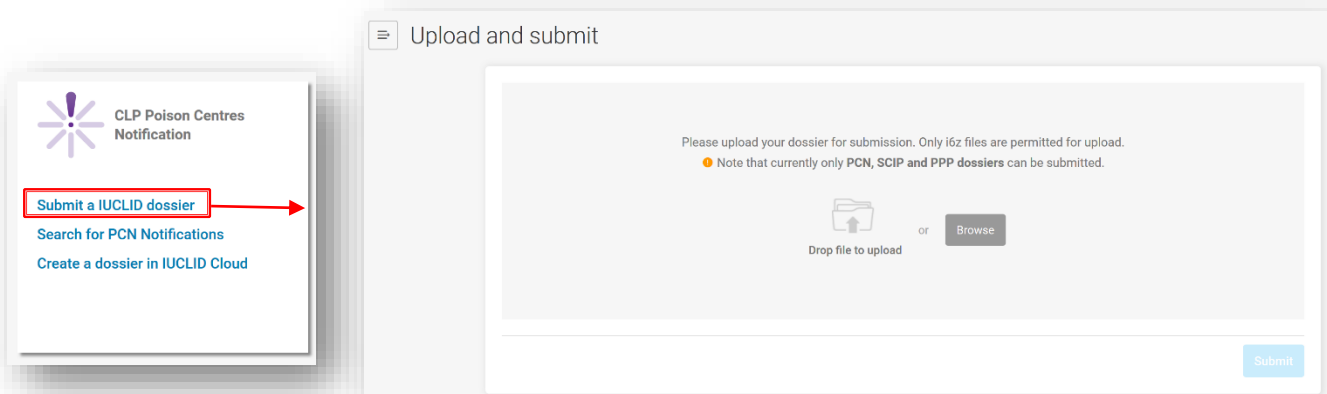 CLP Poison Centres
Notification
Submit a IUCLID dossier
Search for PCN Notifications
Create a dossier in IUCLID Cloud
Upload and submit
Please upload your dossier for submission. Only i6z files are permitted for upload.
Note that currently only PCN, SCIP and PPP dossiers can be submitted.
Drop file to upload
or
Browse
Submit